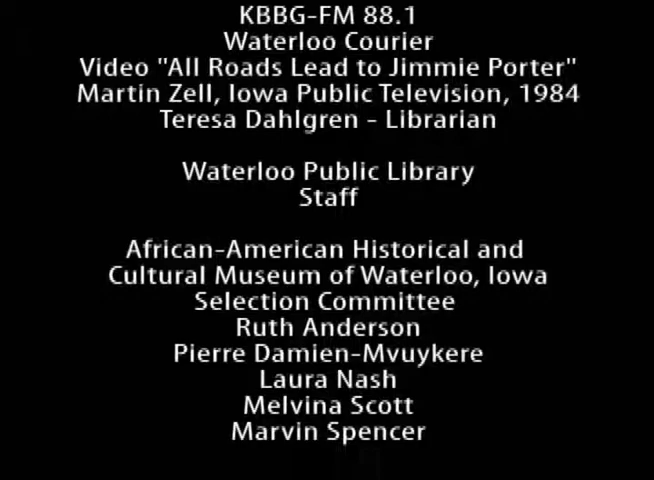 KBBG-FM 88.1
Waterloo Courier
Video "All Roads Lead to Jimmie Porter"
Martin Zell, Iowa Public Television, 1984
Teresa Dahlgren - Librarian
Waterloo Public Library
Staff
African-American Historical and
Cultural Museum of Waterloo, Iowa
Selection Committee
Ruth Anderson
Pierre Damien-Mvuykere
Laura Nash
Melvina Scott
Marvin Spencer